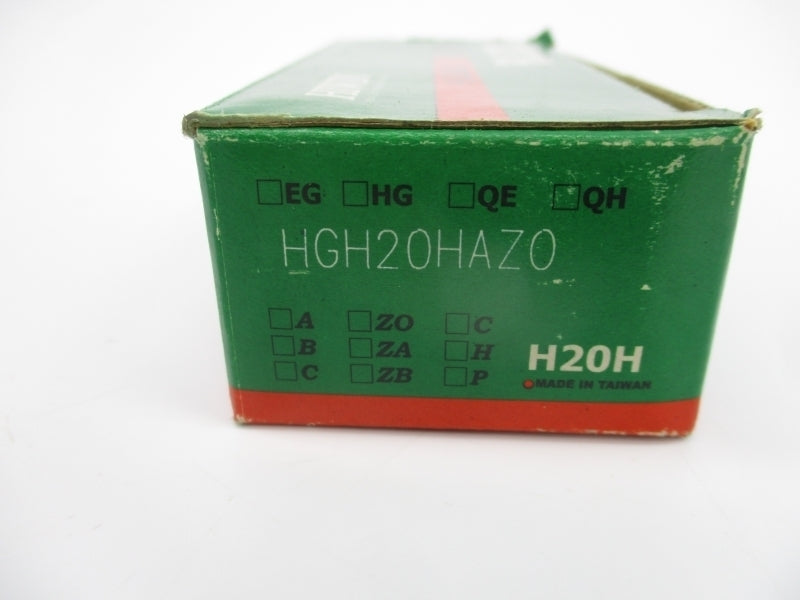 EG HG QE QH
HGH20HAZ0
A ZO C
B ZA H
C ZB P
H20H
MADE IN TAIWAN